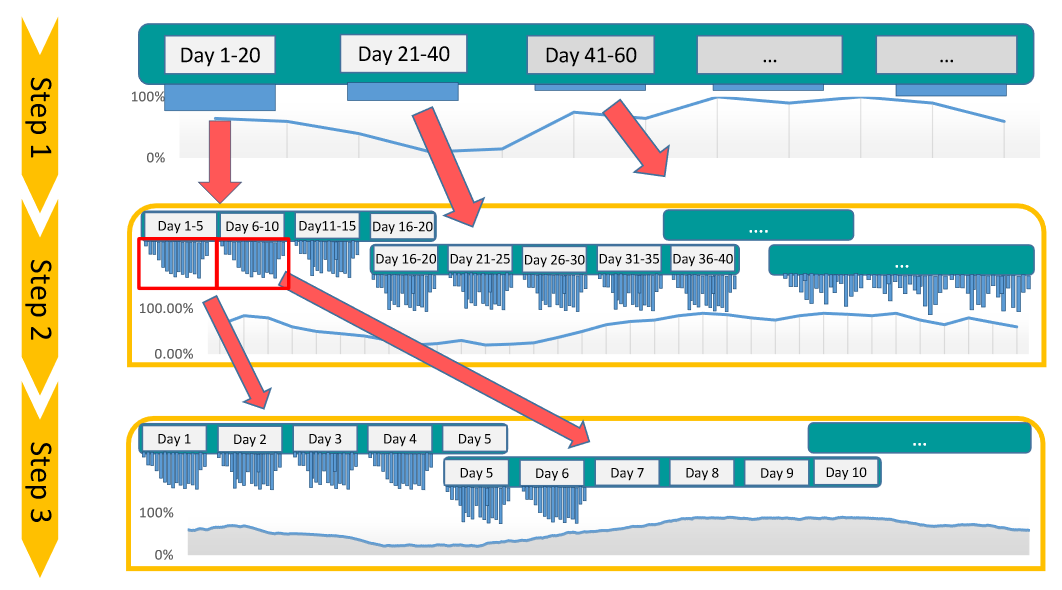 Step 1
Day 1-20
Day 21-40
Day 41-60
...
...
100%
0%
Step 2
Day 1-5
Day 6-10
Day11-15
Day 16-20
....
Day 16-20
Day 21-25
Day 26-30
Day 31-35
Day 36-40
...
100.00%
0.00%
Step 3
Day 1
Day 2
Day 3
Day 4
Day 5
...
Day 5
Day 6
Day 7
Day 8
Day 9
Day 10
100%
0%